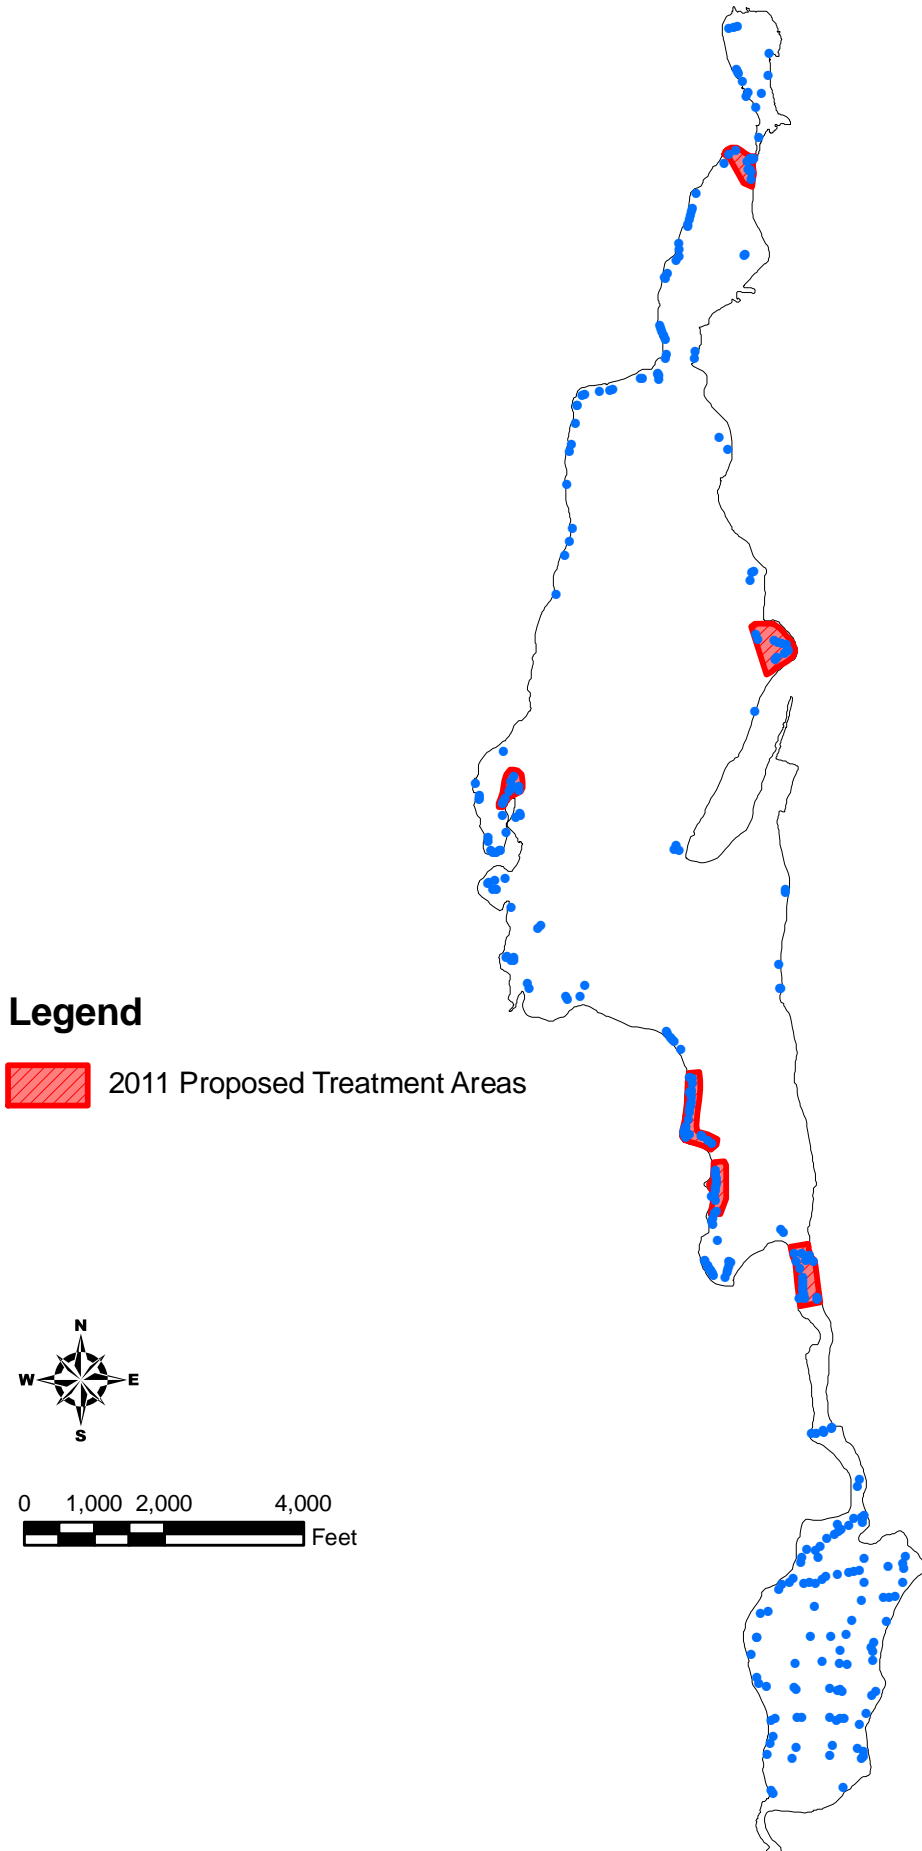 Legend
2011 Proposed Treatment Areas
N
W E
S
0 1,000 2,000 4,000
Feet